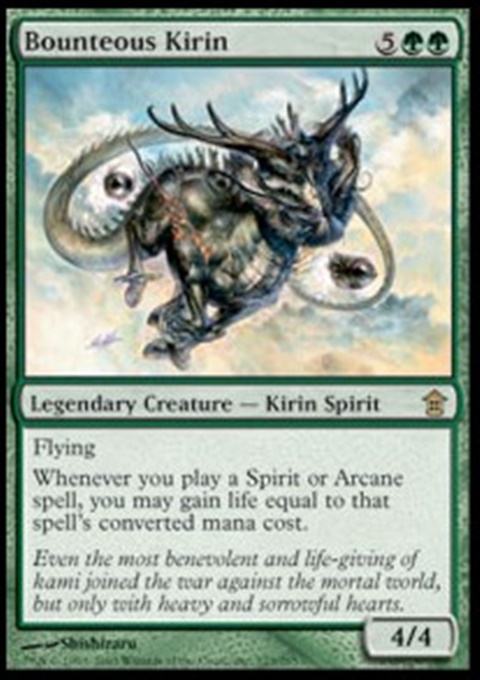 Bounteous Kirin 5
Legendary Creature — Kirin Spirit
Flying
Whenever you play a Spirit or Arcane
spell, you may gain life equal to that
spell's converted mana cost.
Even the most benevolent and life-giving of
kami joined the war against the mortal world,
but only with heavy and sorrowful hearts.
Shishizaru
4/4